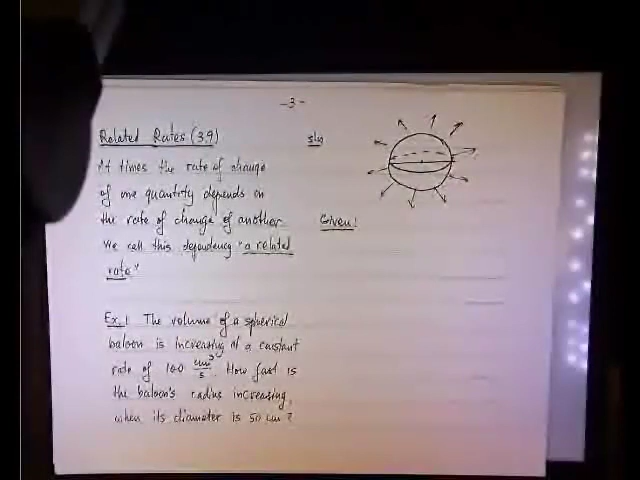 -3-
Related Rates (3.9)
At times the rate of change
of one quantity depends on
the rate of change of another.
We call this dependency "a related
rate"
Ex.1 The volume of a spherical
baloon is increasing at a constant
rate of 100 cm³/s. How fast is
the baloon's radius increasing,
when its diameter is 50 cm?
sln
Given: